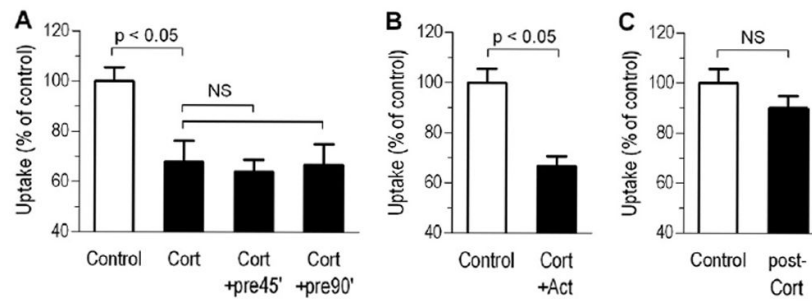 A
B
C
p < 0.05
NS
Uptake (% of control)
120
100
80
60
40
Control
Cort
Cort
+pre45'
Cort
+pre90'
p < 0.05
Uptake (% of control)
120
100
80
60
40
Control
Cort
+Act
NS
Uptake (% of control)
120
100
80
60
40
Control
post-
Cort